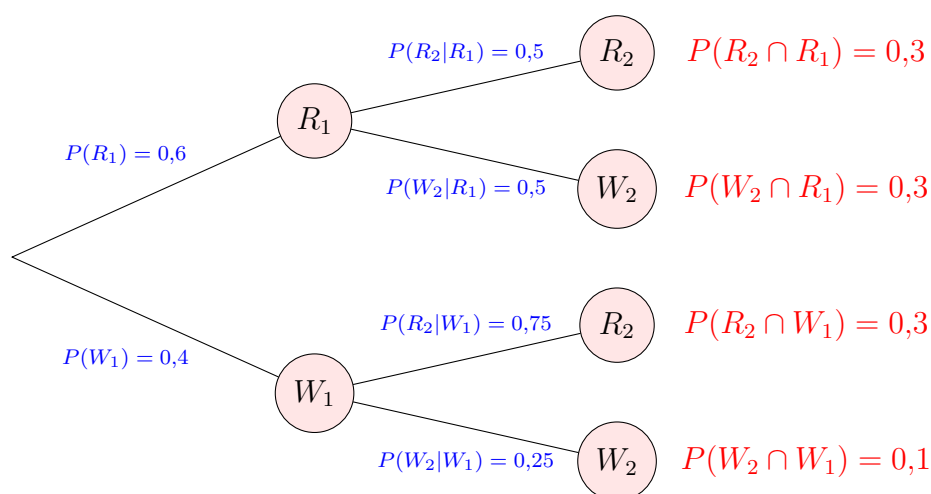 P(R₂|R₁) = 0,5
R₂
P(R₂ ∩ R₁) = 0,3
R₁
P(R₁) = 0,6
P(W₂|R₁) = 0,5
W₂
P(W₂ ∩ R₁) = 0,3
P(R₂|W₁) = 0,75
R₂
P(R₂ ∩ W₁) = 0,3
P(W₁) = 0,4
W₁
P(W₂|W₁) = 0,25
W₂
P(W₂ ∩ W₁) = 0,1